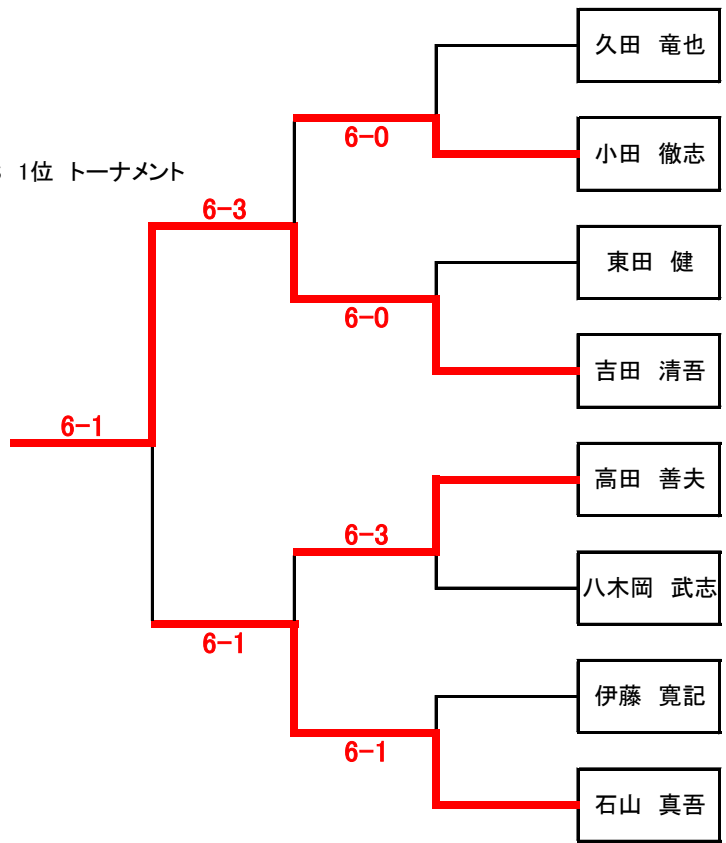 久田　竜也
6-0
小田　徹志
1位 トーナメント
6-3
東田　健
6-0
吉田　清吾
6-1
高田　善夫
6-3
八木岡　武志
6-1
伊藤　寛記
6-1
石山　真吾